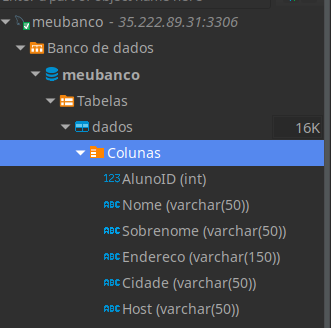 meubanco - 35.222.89.31:3306
Banco de dados
meubanco
Tabelas
dados 16K
Colunas
123 AlunoID (int)
ABC Nome (varchar(50))
ABC Sobrenome (varchar(50))
ABC Endereco (varchar(150))
ABC Cidade (varchar(50))
ABC Host (varchar(50))